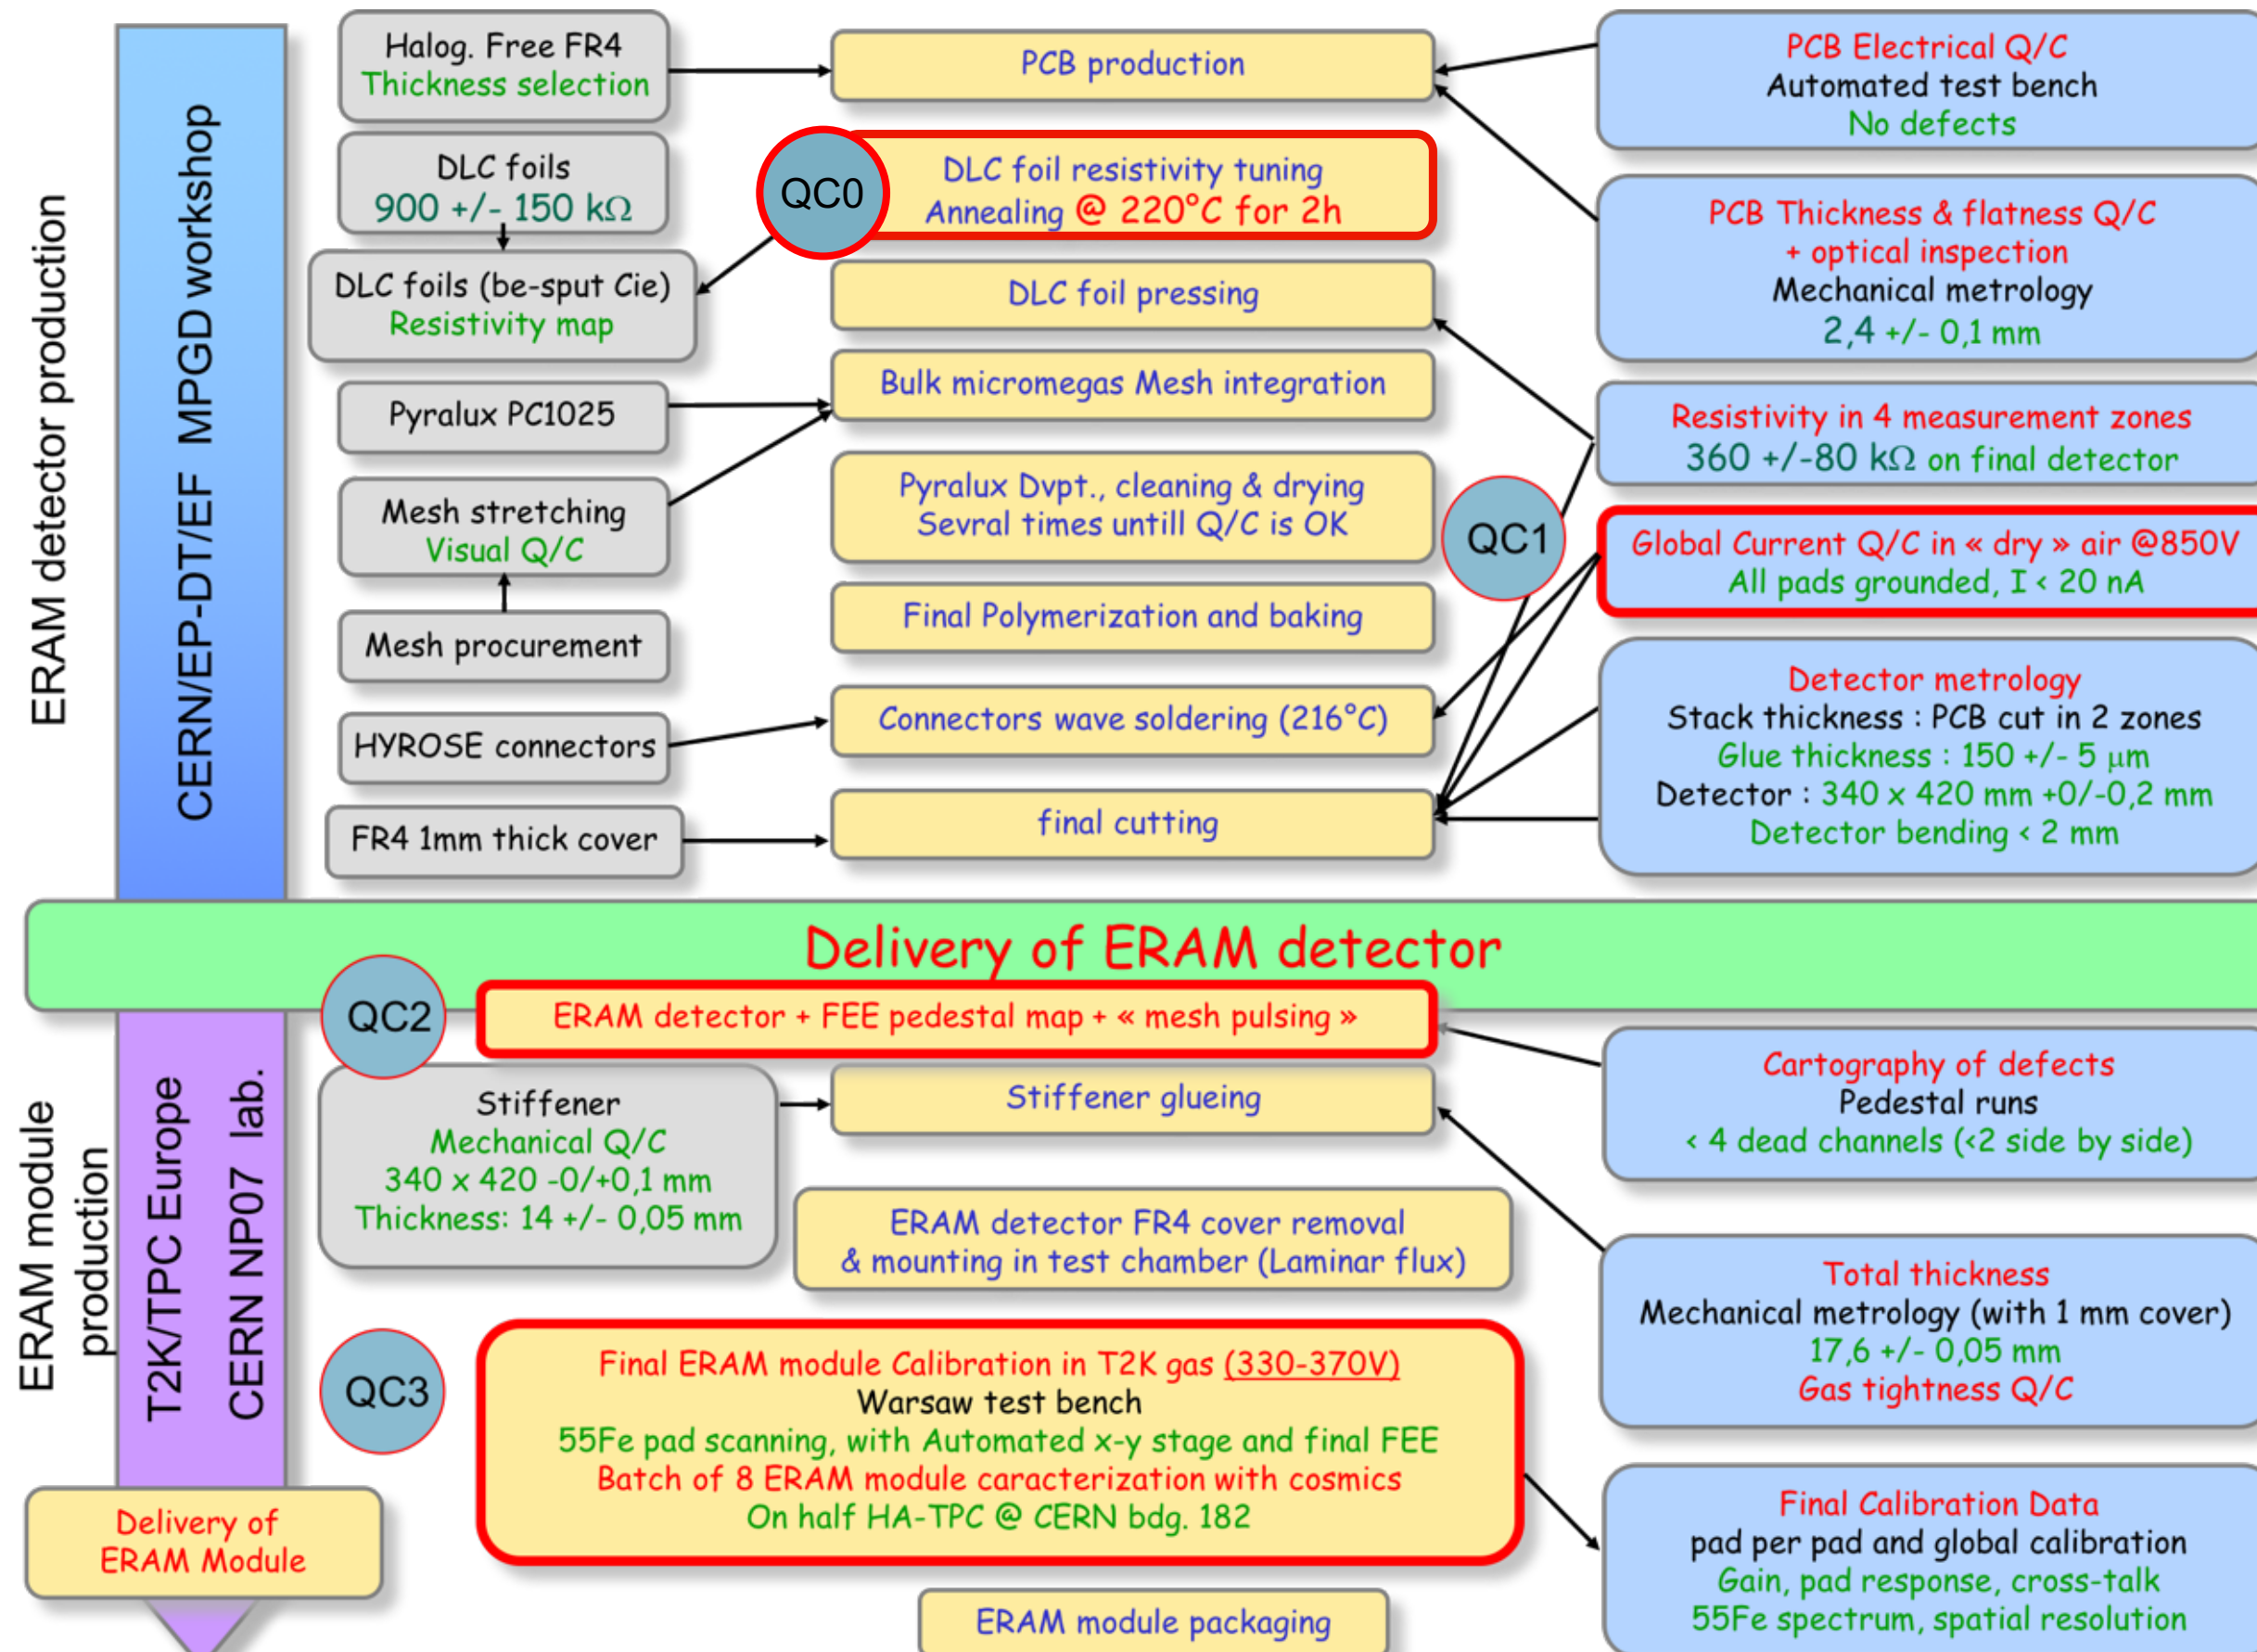 ERAM detector production
CERN/EP-DT/EF MPGD workshop
Halog. Free FR4
Thickness selection
DLC foils
900 +/- 150 kΩ
DLC foils (be-sput Cie)
Resistivity map
Pyralux PC1025
Mesh stretching
Visual Q/C
Mesh procurement
HYROSE connectors
FR4 1mm thick cover
PCB production
QC0
DLC foil resistivity tuning
Annealing @ 220°C for 2h
DLC foil pressing
Bulk micromegas Mesh integration
Pyralux Dvpt., cleaning & drying
Sevral times untill Q/C is OK
Final Polymerization and baking
Connectors wave soldering (216°C)
final cutting
PCB Electrical Q/C
Automated test bench
No defects
PCB Thickness & flatness Q/C
+ optical inspection
Mechanical metrology
2,4 +/- 0,1 mm
Resistivity in 4 measurement zones
360 +/-80 kΩ on final detector
QC1
Global Current Q/C in « dry » air @850V
All pads grounded, I < 20 nA
Detector metrology
Stack thickness : PCB cut in 2 zones
Glue thickness : 150 +/- 5 μm
Detector : 340 x 420 mm +0/-0,2 mm
Detector bending < 2 mm
Delivery of ERAM detector
ERAM module
production
T2K/TPC Europe
CERN NP07 lab.
QC2
ERAM detector + FEE pedestal map + « mesh pulsing »
Stiffener
Mechanical Q/C
340 x 420 -0/+0,1 mm
Thickness: 14 +/- 0,05 mm
Stiffener glueing
ERAM detector FR4 cover removal
& mounting in test chamber (Laminar flux)
Cartography of defects
Pedestal runs
< 4 dead channels (<2 side by side)
Total thickness
Mechanical metrology (with 1 mm cover)
17,6 +/- 0,05 mm
Gas tightness Q/C
QC3
Final ERAM module Calibration in T2K gas (330-370V)
Warsaw test bench
55Fe pad scanning, with Automated x-y stage and final FEE
Batch of 8 ERAM module caracterization with cosmics
On half HA-TPC @ CERN bdg. 182
Final Calibration Data
pad per pad and global calibration
Gain, pad response, cross-talk
55Fe spectrum, spatial resolution
Delivery of
ERAM Module
ERAM module packaging